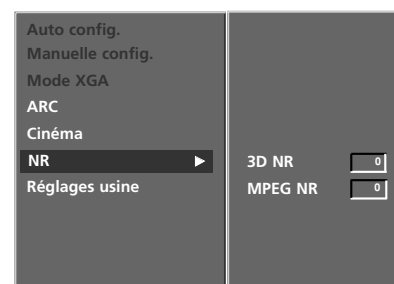 Auto config.
Manuelle config.
Mode XGA
ARC
Cinéma
NR
Réglages usine
3D NR 0
MPEG NR 0